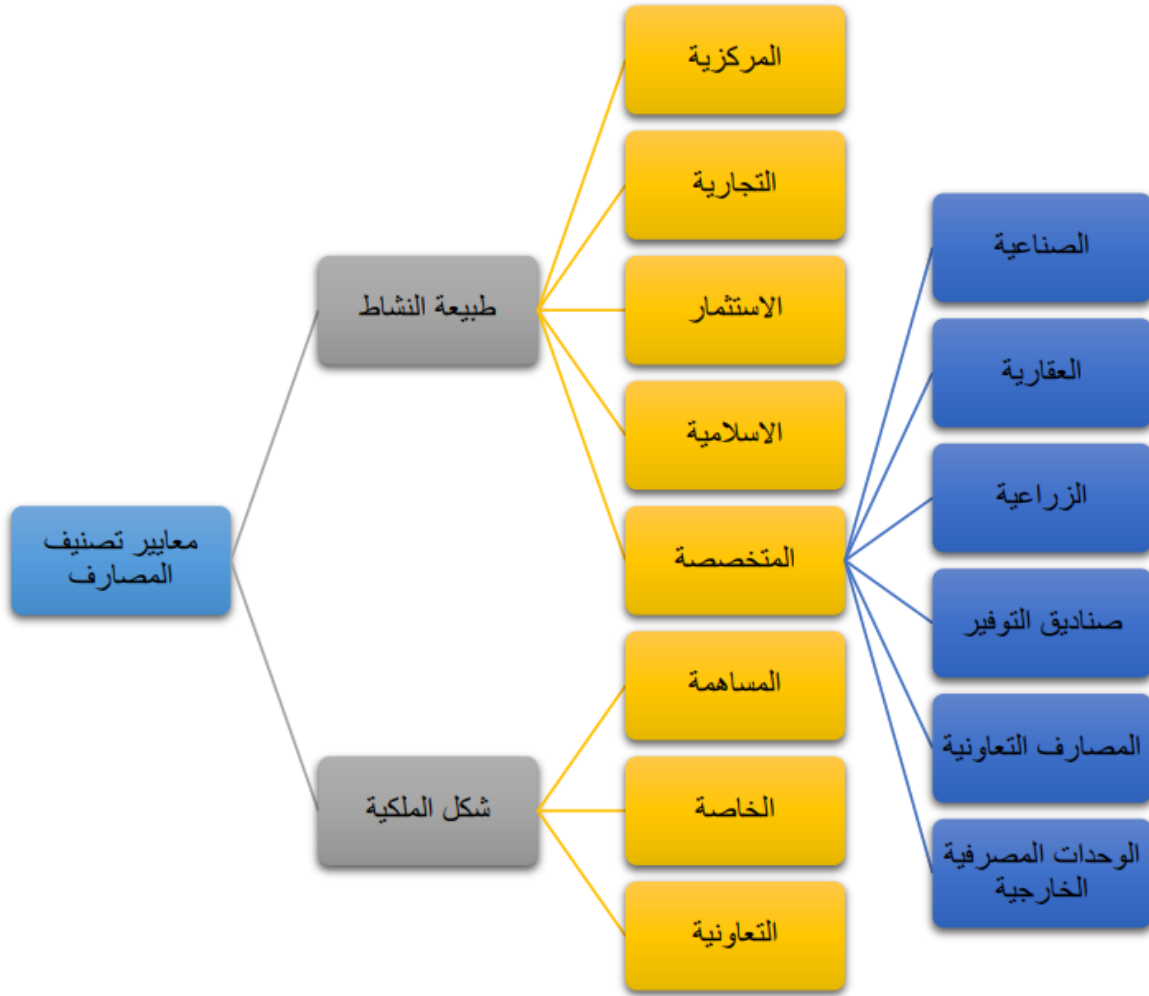 معايير تصنيف
المصارف
طبيعة النشاط
المركزية
التجارية
الاستثمار
الاسلامية
المتخصصة
الصناعية
العقارية
الزراعية
صناديق التوفير
المصارف التعاونية
الوحدات المصرفية
الخارجية
شكل الملكية
المساهمة
الخاصة
التعاونية